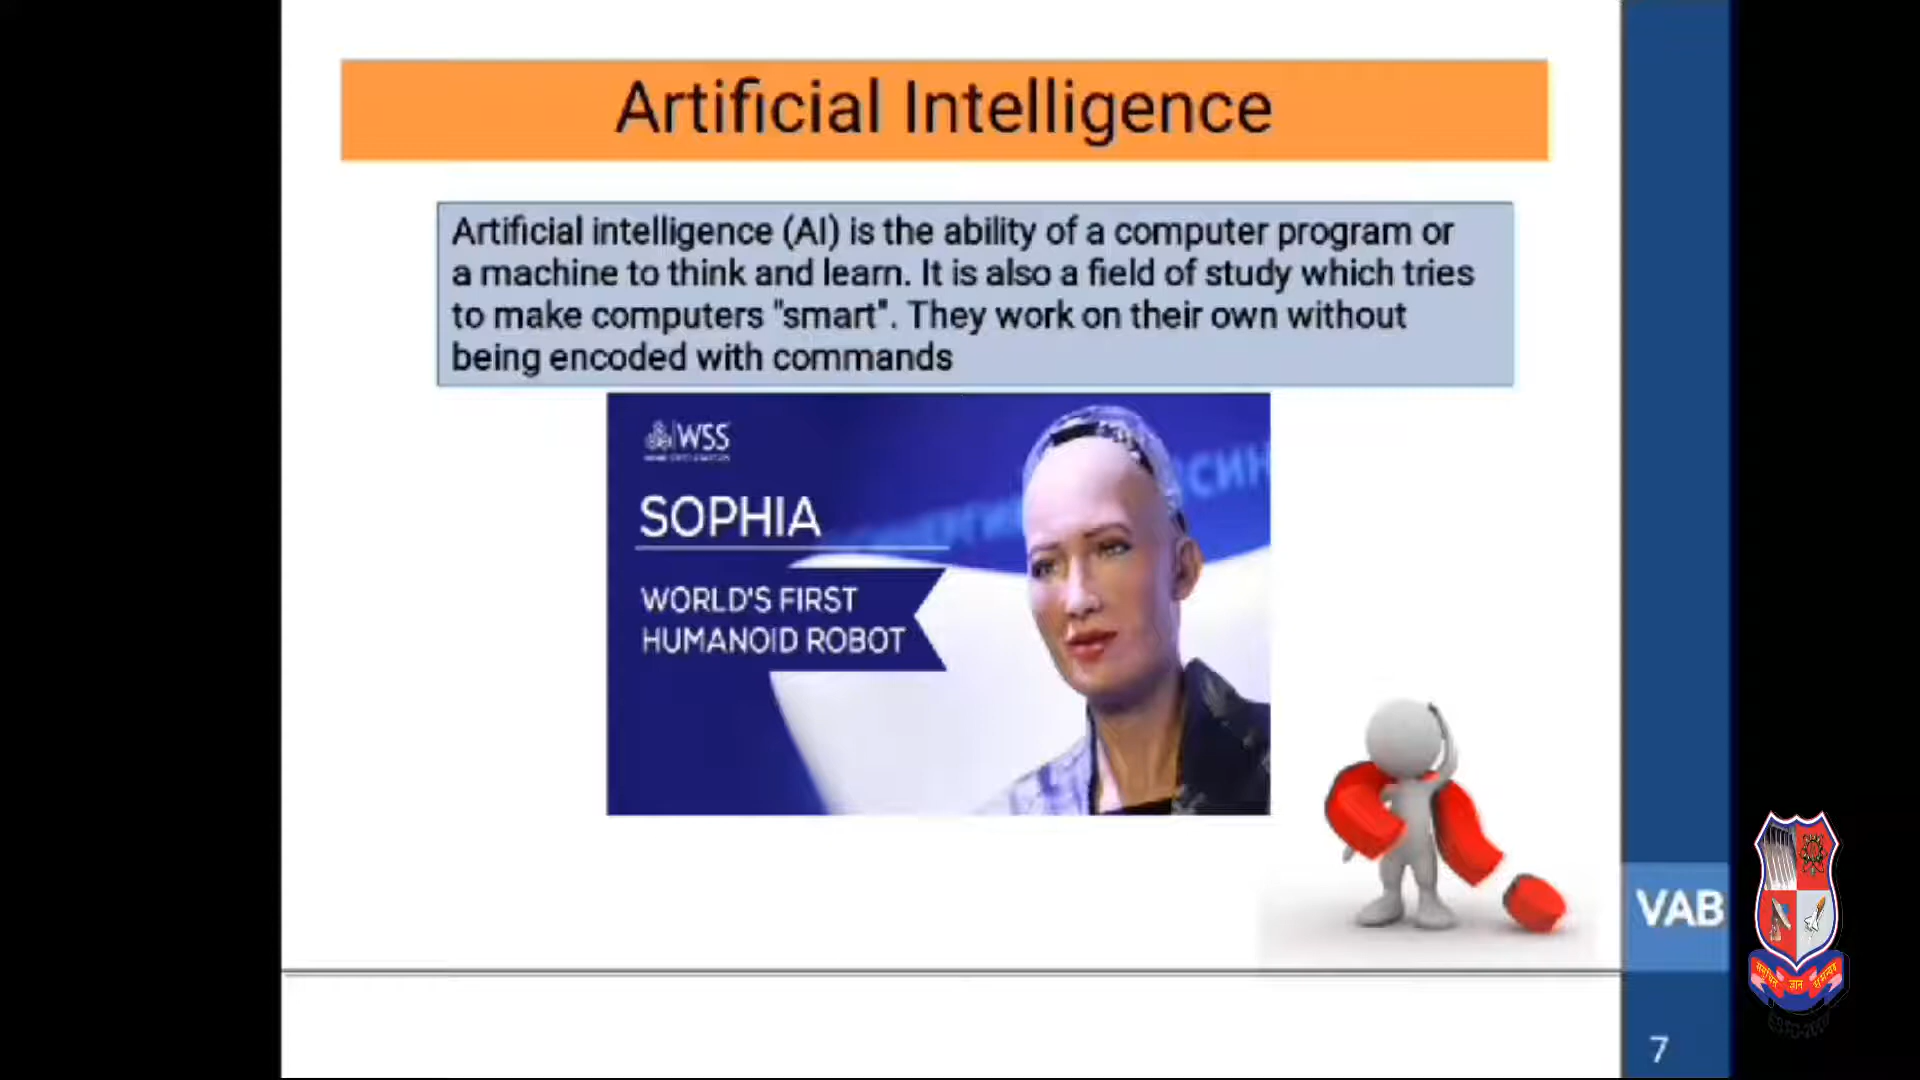 Artificial Intelligence
Artificial intelligence (AI) is the ability of a computer program or
a machine to think and learn. It is also a field of study which tries
to make computers "smart". They work on their own without
being encoded with commands
WSS
SOPHIA
WORLD'S FIRST
HUMANOID ROBOT
VAB
7